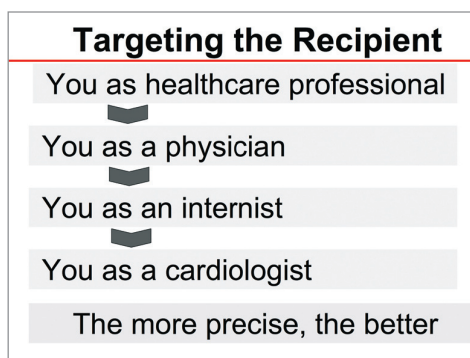 Targeting the Recipient
You as healthcare professional
You as a physician
You as an internist
You as a cardiologist
The more precise, the better